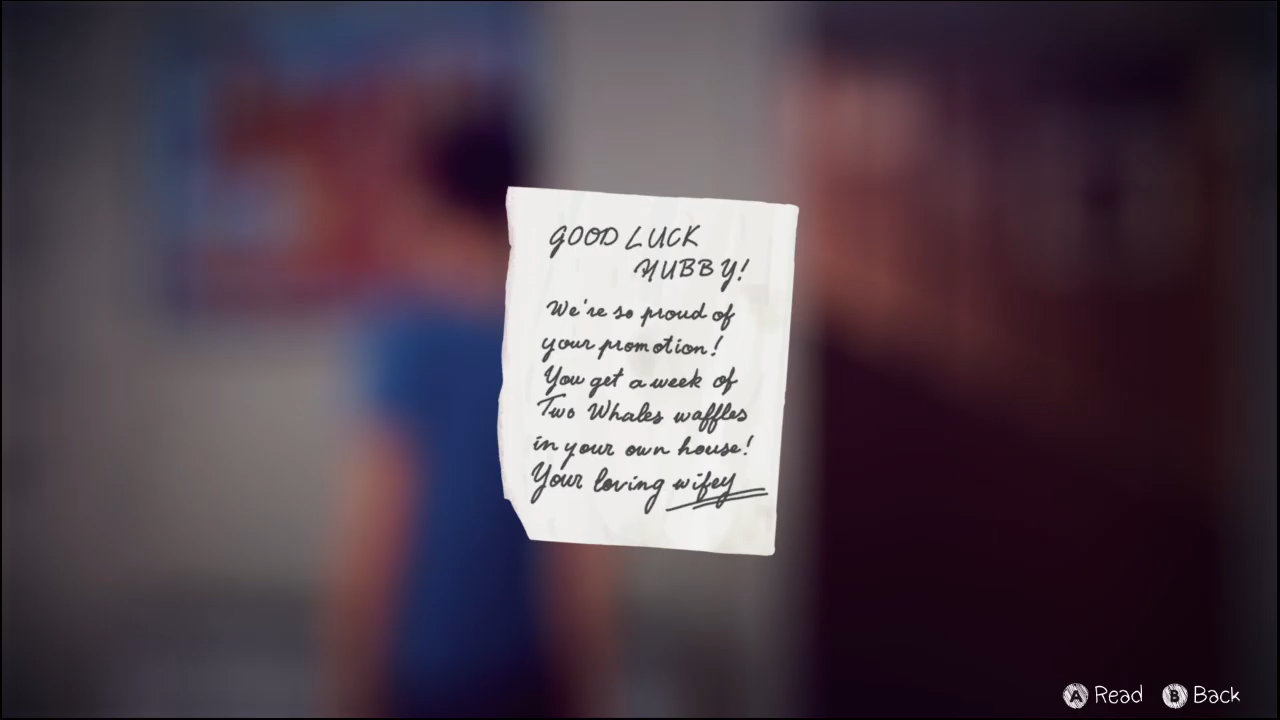 GOOD LUCK
HUBBY!
We're so proud of
your promotion!
You get a week of
Two Whales waffles
in your own house!
Your loving wifey
A Read B Back